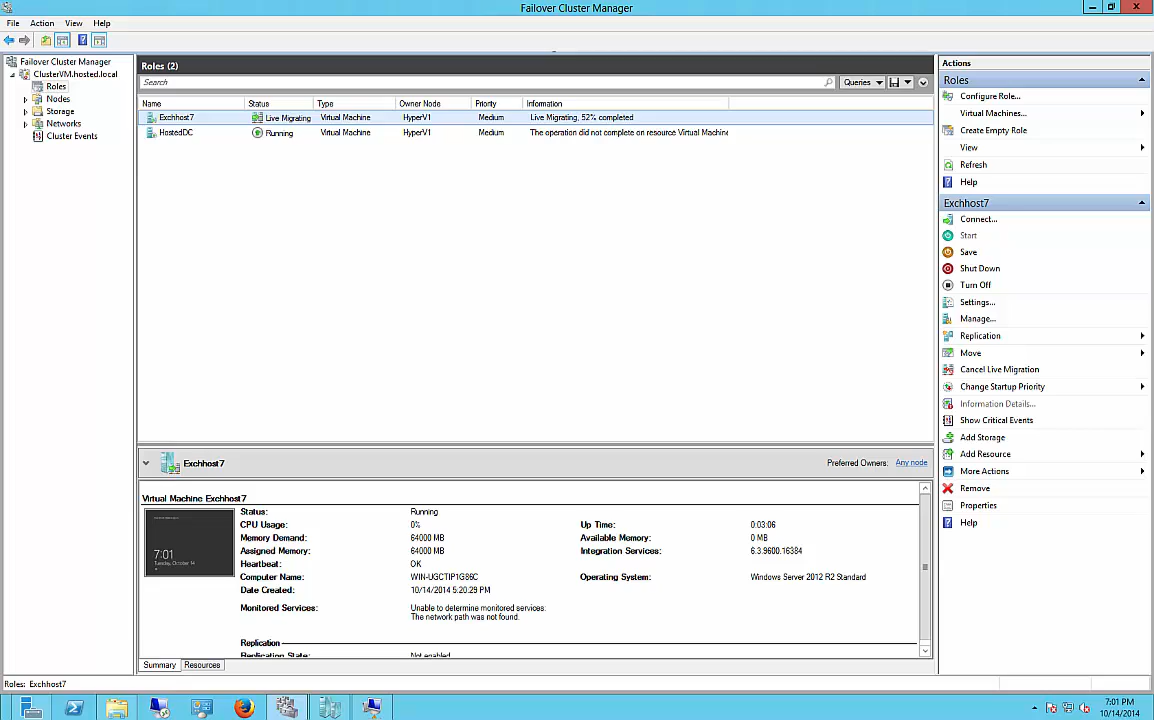 Failover Cluster Manager
File Action View Help
Failover Cluster Manager
ClusterVM.hosted.local
Roles
Nodes
Storage
Networks
Cluster Events
Roles (2)
Search
Queries
Name Status Type Owner Node Priority Information
Exchhost7 Live Migrating Virtual Machine HyperV1 Medium Live Migrating, 52% completed
HostedDC Running Virtual Machine HyperV1 Medium The operation did not complete on resource Virtual Machine
Exchhost7
Preferred Owners: Any node
Virtual Machine Exchhost7
7:01
Tuesday, October 14
Status: Running
CPU Usage: 0% Up Time: 0:03:06
Memory Demand: 64000 MB Available Memory: 0 MB
Assigned Memory: 64000 MB Integration Services: 6.3.9600.16384
Heartbeat: OK
Computer Name: WIN-UGCTIP1G86C Operating System: Windows Server 2012 R2 Standard
Date Created: 10/14/2014 5:20:29 PM
Monitored Services: Unable to determine monitored services.
The network path was not found.
Replication
Replication State: Not enabled
Summary Resources
Actions
Roles
Configure Role...
Virtual Machines...
Create Empty Role
View
Refresh
Help
Exchhost7
Connect...
Start
Save
Shut Down
Turn Off
Settings...
Manage...
Replication
Move
Cancel Live Migration
Change Startup Priority
Information Details...
Show Critical Events
Add Storage
Add Resource
More Actions
Remove
Properties
Help
Roles: Exchhost7
7:01 PM
10/14/2014